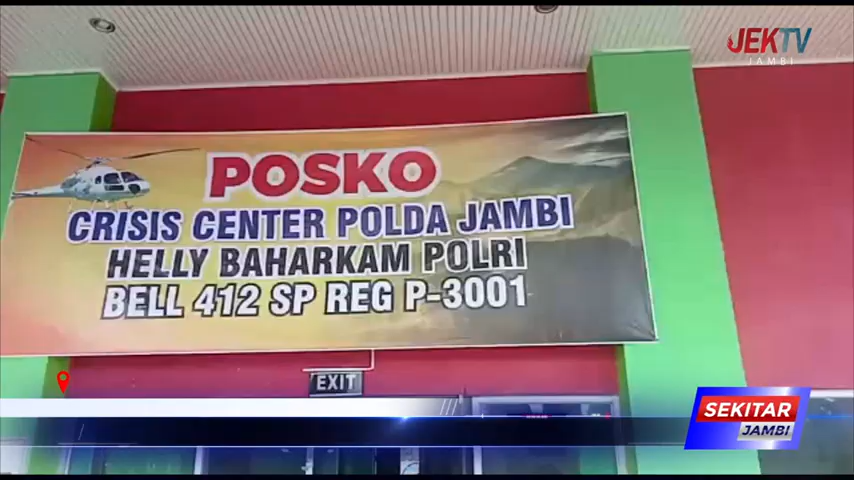 JEKTV
JAMBI
POSKO
CRISIS CENTER POLDA JAMBI
HELLY BAHARKAM POLRI
BELL 412 SP REG P-3001
EXIT
SEKITAR
JAMBI